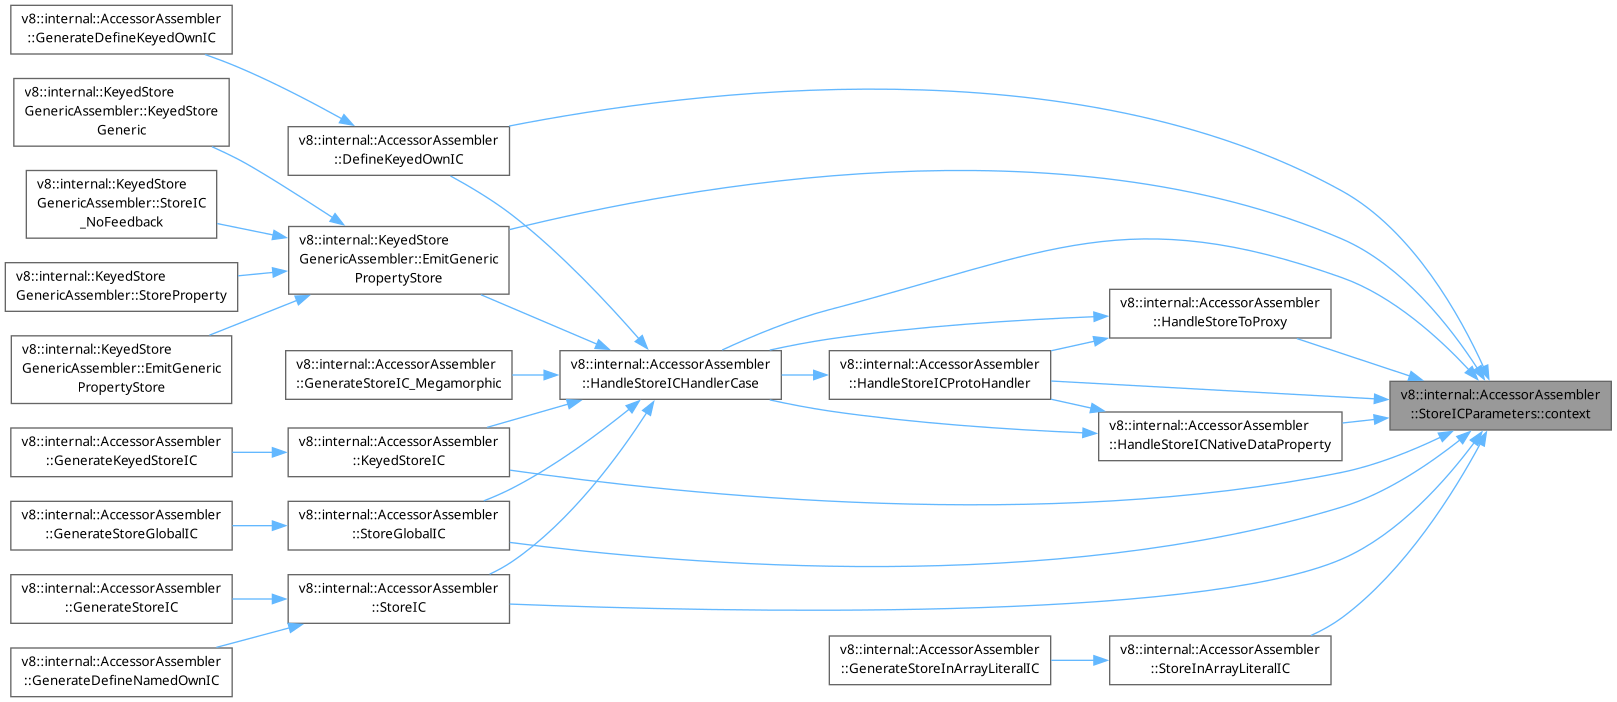 v8::internal::AccessorAssembler
::GenerateDefineKeyedOwnIC
v8::internal::KeyedStore
GenericAssembler::KeyedStore
Generic
v8::internal::KeyedStore
GenericAssembler::StoreIC
_NoFeedback
v8::internal::KeyedStore
GenericAssembler::StoreProperty
v8::internal::KeyedStore
GenericAssembler::EmitGeneric
PropertyStore
v8::internal::AccessorAssembler
::GenerateKeyedStoreIC
v8::internal::AccessorAssembler
::GenerateStoreGlobalIC
v8::internal::AccessorAssembler
::GenerateStoreIC
v8::internal::AccessorAssembler
::GenerateDefineNamedOwnIC
v8::internal::AccessorAssembler
::DefineKeyedOwnIC
v8::internal::KeyedStore
GenericAssembler::EmitGeneric
PropertyStore
v8::internal::AccessorAssembler
::GenerateStoreIC_Megamorphic
v8::internal::AccessorAssembler
::KeyedStoreIC
v8::internal::AccessorAssembler
::StoreGlobalIC
v8::internal::AccessorAssembler
::StoreIC
v8::internal::AccessorAssembler
::HandleStoreICHandlerCase
v8::internal::AccessorAssembler
::HandleStoreICProtoHandler
v8::internal::AccessorAssembler
::GenerateStoreInArrayLiteralIC
v8::internal::AccessorAssembler
::HandleStoreToProxy
v8::internal::AccessorAssembler
::HandleStoreICNativeDataProperty
v8::internal::AccessorAssembler
::StoreInArrayLiteralIC
v8::internal::AccessorAssembler
::StoreICParameters::context